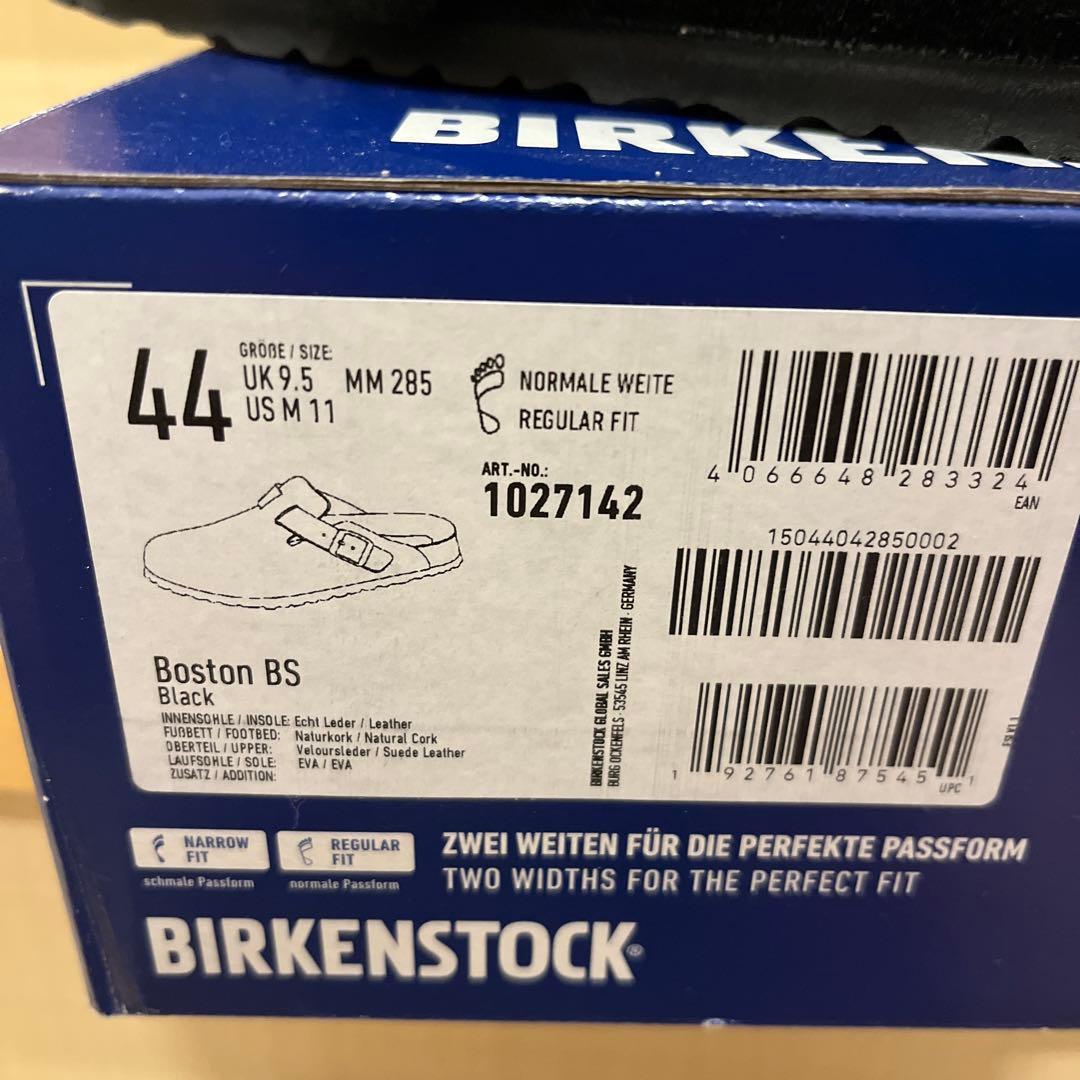 BIRKEN
44
GRÖßE / SIZE:
UK 9.5 MM 285
US M 11
NORMALE WEITE
REGULAR FIT
ART.-NO.:
1027142
4 066648 283324
EAN
15044042850002
Boston BS
Black
INNENSOHLE / INSOLE: Echt Leder / Leather
FUßBETT / FOOTBED: Naturkork / Natural Cork
OBERTEIL / UPPER: Veloursleder / Suede Leather
LAUFSOHLE / SOLE: EVA / EVA
ZUSATZ / ADDITION:
BIRKENSTOCK GLOBAL SALES GMBH
BURG OCKENFELS · 53545 LINZ AM RHEIN · GERMANY
1 92761 87545 1
UPC
NARROW
FIT
schmale Passform
REGULAR
FIT
normale Passform
ZWEI WEITEN FÜR DIE PERFEKTE PASSFORM
TWO WIDTHS FOR THE PERFECT FIT
BIRKENSTOCK®